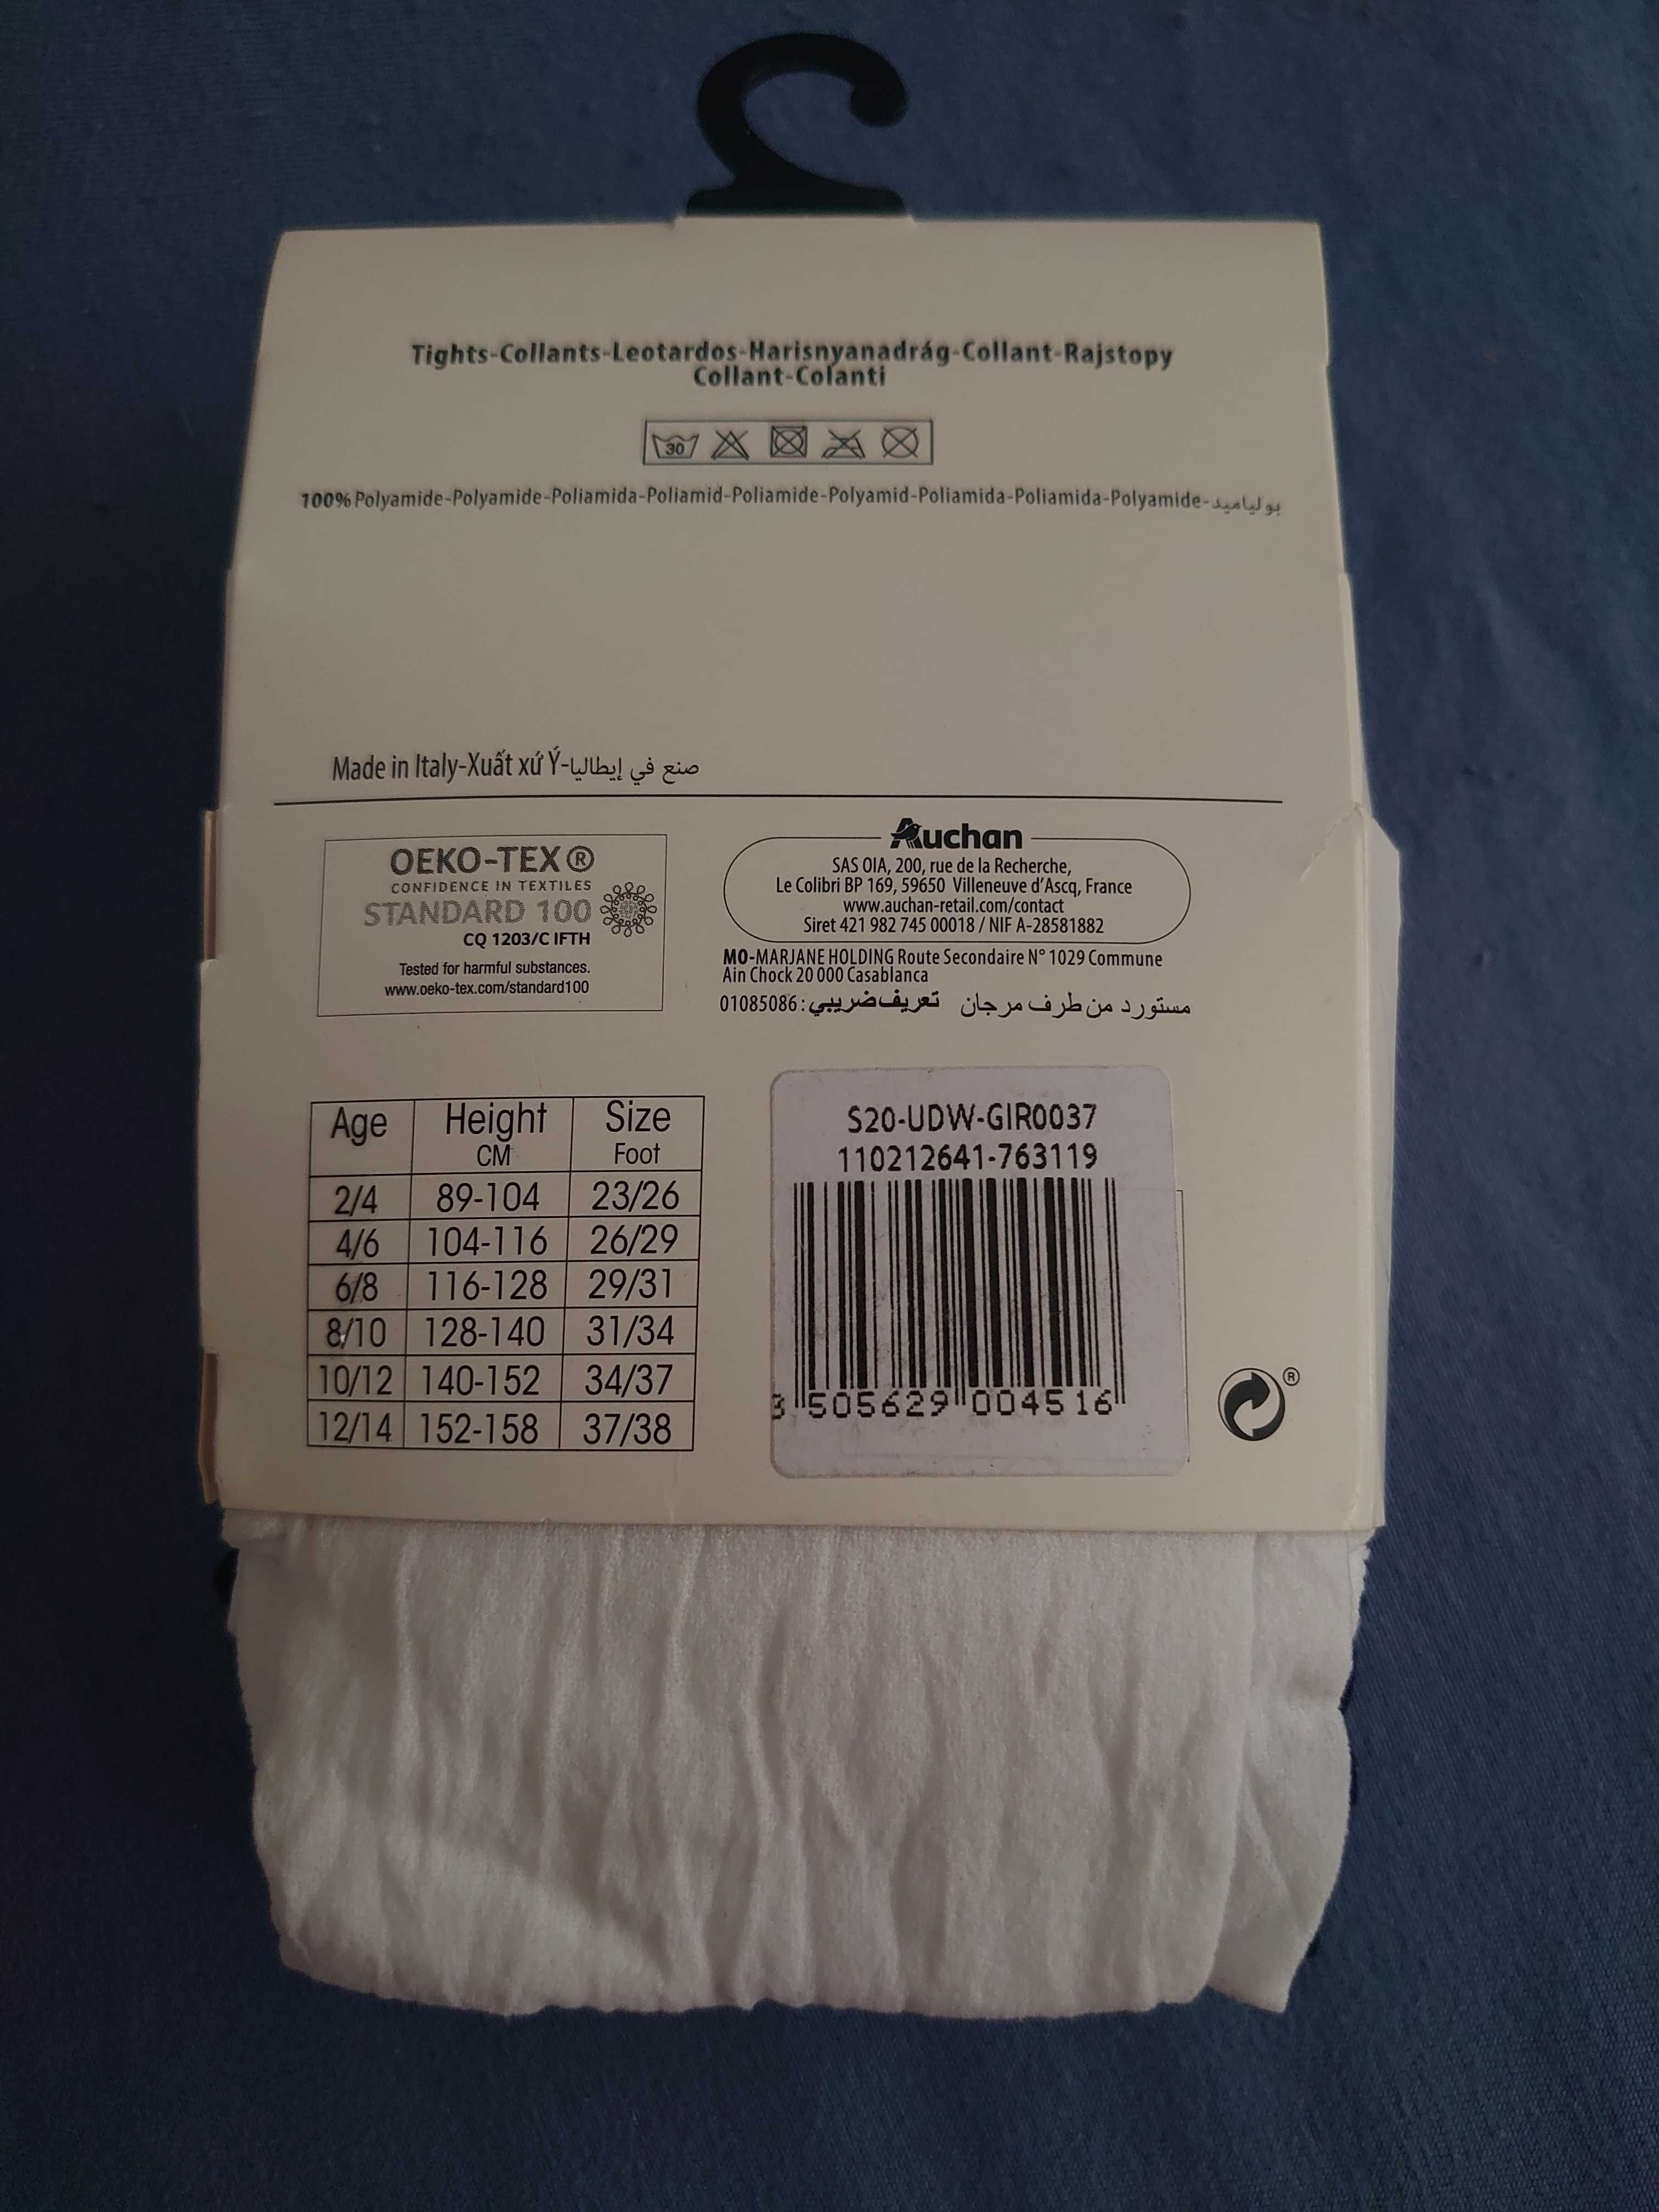 Tights-Collants-Leotardos-Harisnyanadrág-Collant-Rajstopy
Collant-Colanti
30
100% Polyamide-Polyamide-Poliamida-Poliamid-Poliamide-Polyamid-Poliamida-Poliamida-Polyamide-بولياميد
Made in Italy-Xuất xứ Ý-صنع في إيطاليا
OEKO-TEX®
CONFIDENCE IN TEXTILES
STANDARD 100
CQ 1203/C IFTH
Tested for harmful substances.
www.oeko-tex.com/standard100
Auchan
SAS OIA, 200, rue de la Recherche,
Le Colibri BP 169, 59650 Villeneuve d'Ascq, France
www.auchan-retail.com/contact
Siret 421 982 745 00018 / NIF A-28581882
MO-MARJANE HOLDING Route Secondaire N° 1029 Commune
Ain Chock 20 000 Casablanca
مستورد من طرف مرجان تعريف ضريبي: 01085086
Age Height CM Size Foot
2/4 89-104 23/26
4/6 104-116 26/29
6/8 116-128 29/31
8/10 128-140 31/34
10/12 140-152 34/37
12/14 152-158 37/38
S20-UDW-GIR0037
110212641-763119
3 505629 004516
®